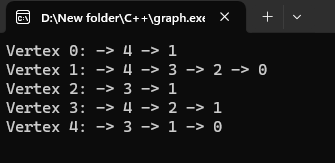 D:\New folder\C++\graph.exe
Vertex 0: -> 4 -> 1
Vertex 1: -> 4 -> 3 -> 2 -> 0
Vertex 2: -> 3 -> 1
Vertex 3: -> 4 -> 2 -> 1
Vertex 4: -> 3 -> 1 -> 0